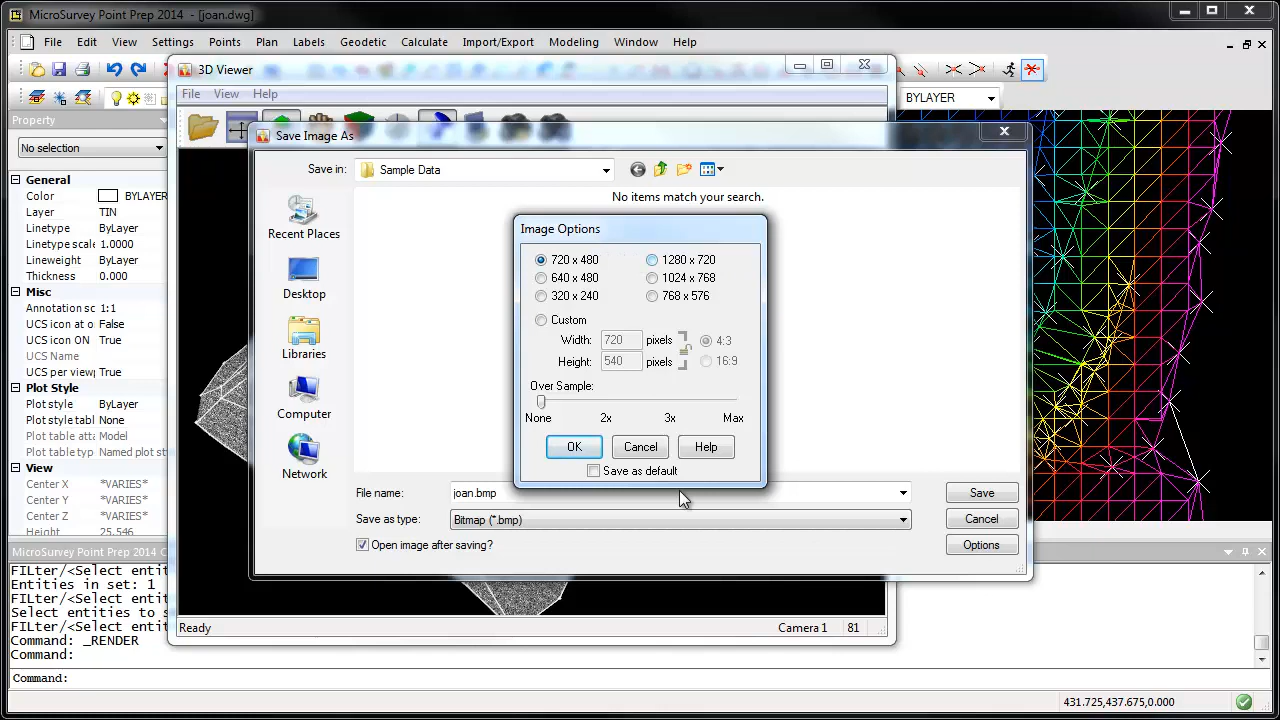 MicroSurvey Point Prep 2014 - [joan.dwg]
File Edit View Settings Points Plan Labels Geodetic Calculate Import/Export Modeling Window Help
3D Viewer
File View Help
BYLAYER
Property
No selection
General
Color BYLAYER
Layer TIN
Linetype ByLayer
Linetype scale 1.0000
Lineweight ByLayer
Thickness 0.000
Misc
Annotation s 1:1
UCS icon at o False
UCS icon ON True
UCS Name
UCS per view True
Plot Style
Plot style ByLayer
Plot style table None
Plot table atta Model
Plot table typ Named plot s
View
Center X *VARIES*
Center Y *VARIES*
Center Z *VARIES*
Height 25.546
Save Image As
Save in: Sample Data
No items match your search.
Recent Places
Desktop
Libraries
Computer
Network
Image Options
720 x 480 1280 x 720
640 x 480 1024 x 768
320 x 240 768 x 576
Custom
Width: 720 pixels 4:3
Height: 540 pixels 16:9
Over Sample:
None 2x 3x Max
OK Cancel Help
Save as default
File name: joan.bmp Save
Save as type: Bitmap (*.bmp) Cancel
Open image after saving? Options
Ready Camera 1 81
MicroSurvey Point Prep 2014 C
FILter/<Select enti
Entities in set: 1
FILter/<Select enti
Select entities to s
FILter/<Select enti
Command: _RENDER
Command:
Command:
431.725,437.675,0.000